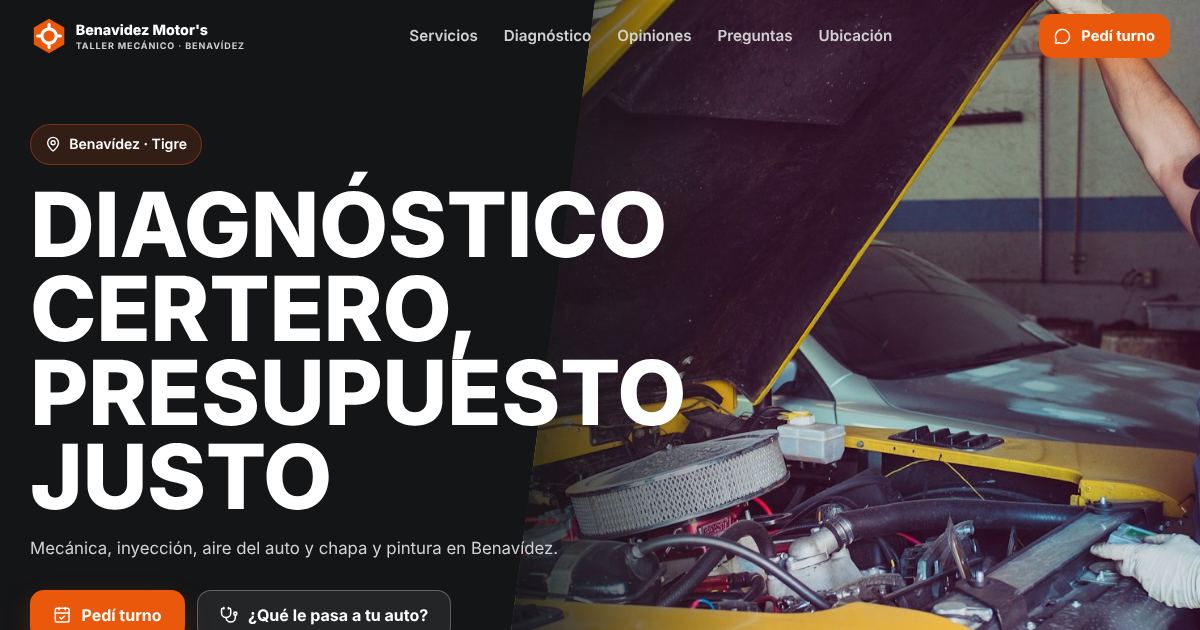 Benavidez Motor's
TALLER MECÁNICO · BENAVÍDEZ
Servicios
Diagnóstico
Opiniones
Preguntas
Ubicación
Pedí turno
Benavídez · Tigre
DIAGNÓSTICO
CERTERO,
PRESUPUESTO
JUSTO
Mecánica, inyección, aire del auto y chapa y pintura en Benavídez.
Pedí turno
¿Qué le pasa a tu auto?